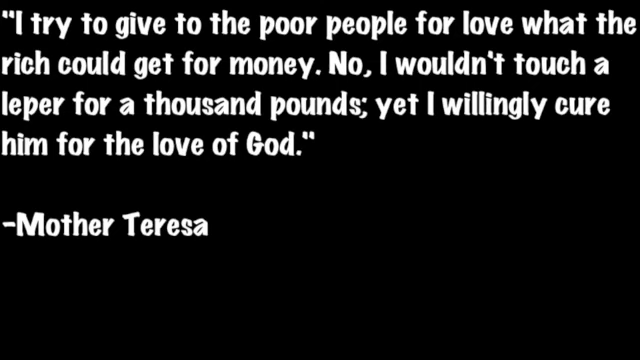 "I try to give to the poor people for love what the
rich could get for money. No, I wouldn't touch a
leper for a thousand pounds; yet I willingly cure
him for the love of God."
-Mother Teresa